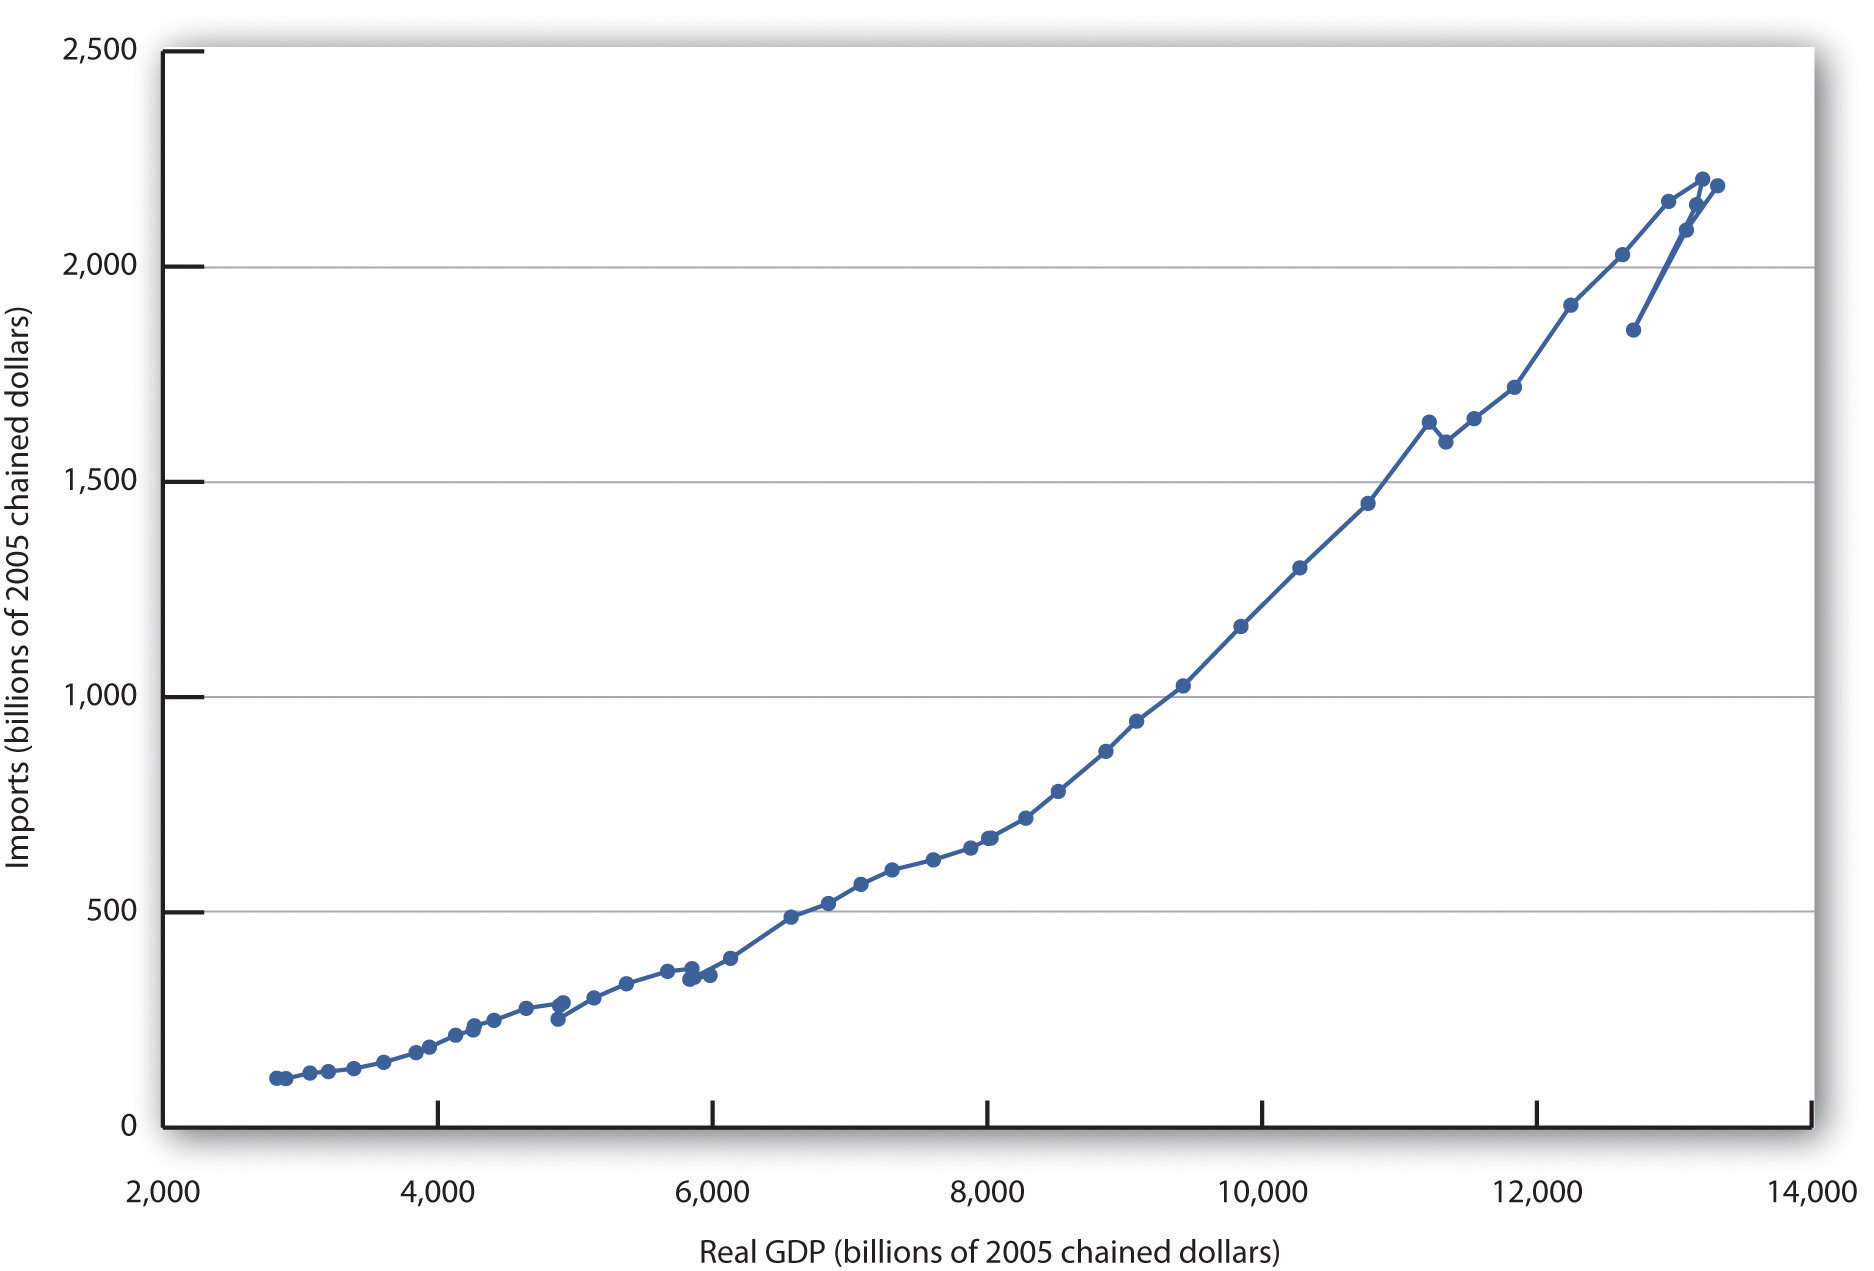 2,500
2,000
1,500
1,000
500
0
Imports (billions of 2005 chained dollars)
2,000 4,000 6,000 8,000 10,000 12,000 14,000
Real GDP (billions of 2005 chained dollars)